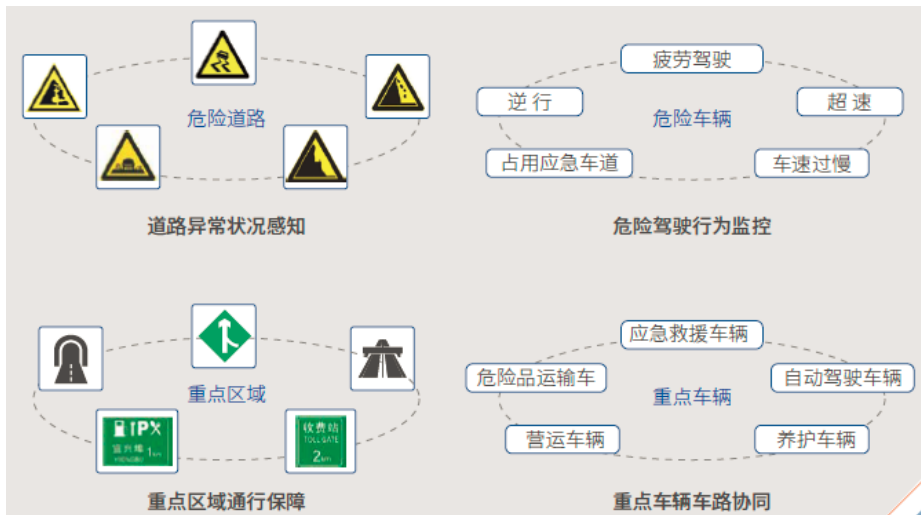 疲劳驾驶
逆 行
超 速
危险道路
危险车辆
占用应急车道
车速过慢
道路异常状况感知
危险驾驶行为监控
应急救援车辆
危险品运输车
自动驾驶车辆
重点区域
重点车辆
P
1km
收费站
TOLL GATE
2km
营运车辆
养护车辆
重点区域通行保障
重点车辆车路协同